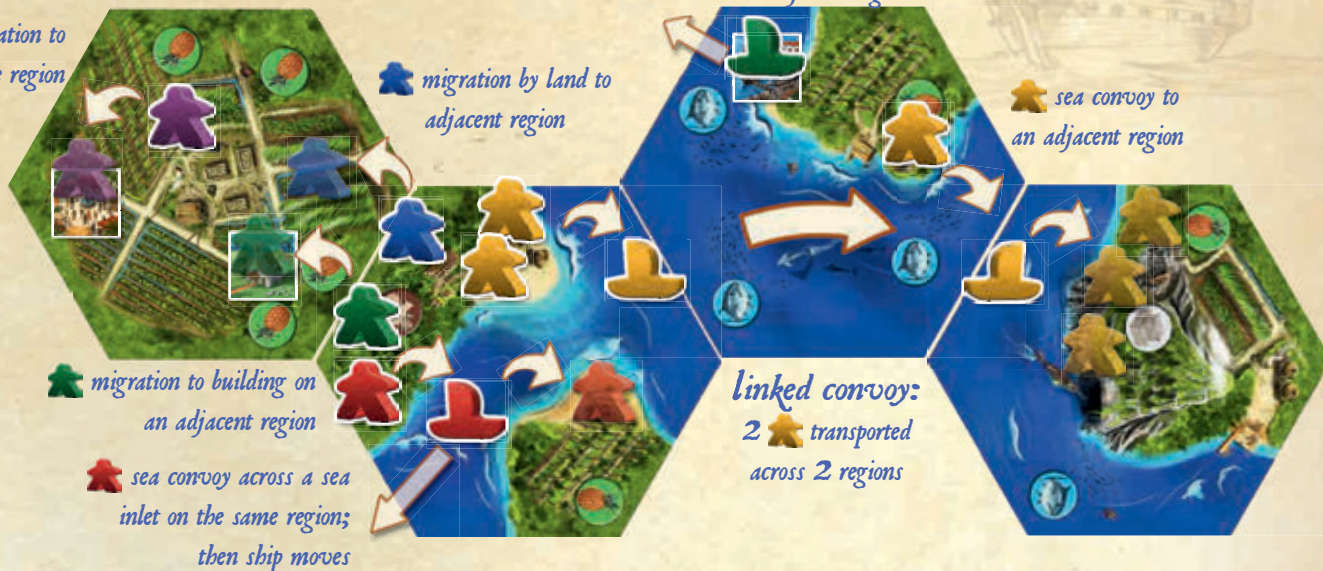 region
migration by land to
adjacent region
sea convoy to
an adjacent region
migration to building on
an adjacent region
sea convoy across a sea
inlet on the same region;
then ship moves
linked convoy:
2 transported
across 2 regions